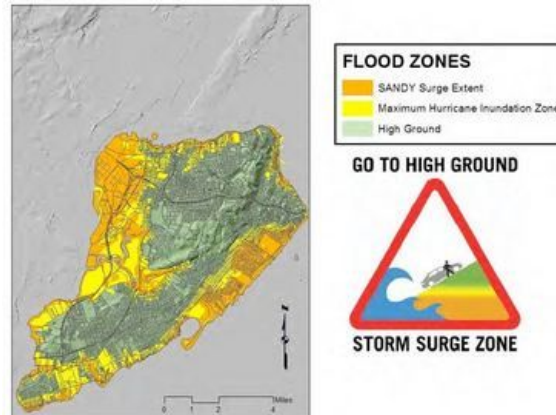 FLOOD ZONES
SANDY Surge Extent
Maximum Hurricane Inundation Zone
High Ground
GO TO HIGH GROUND
STORM SURGE ZONE
0 1 2 4
Miles